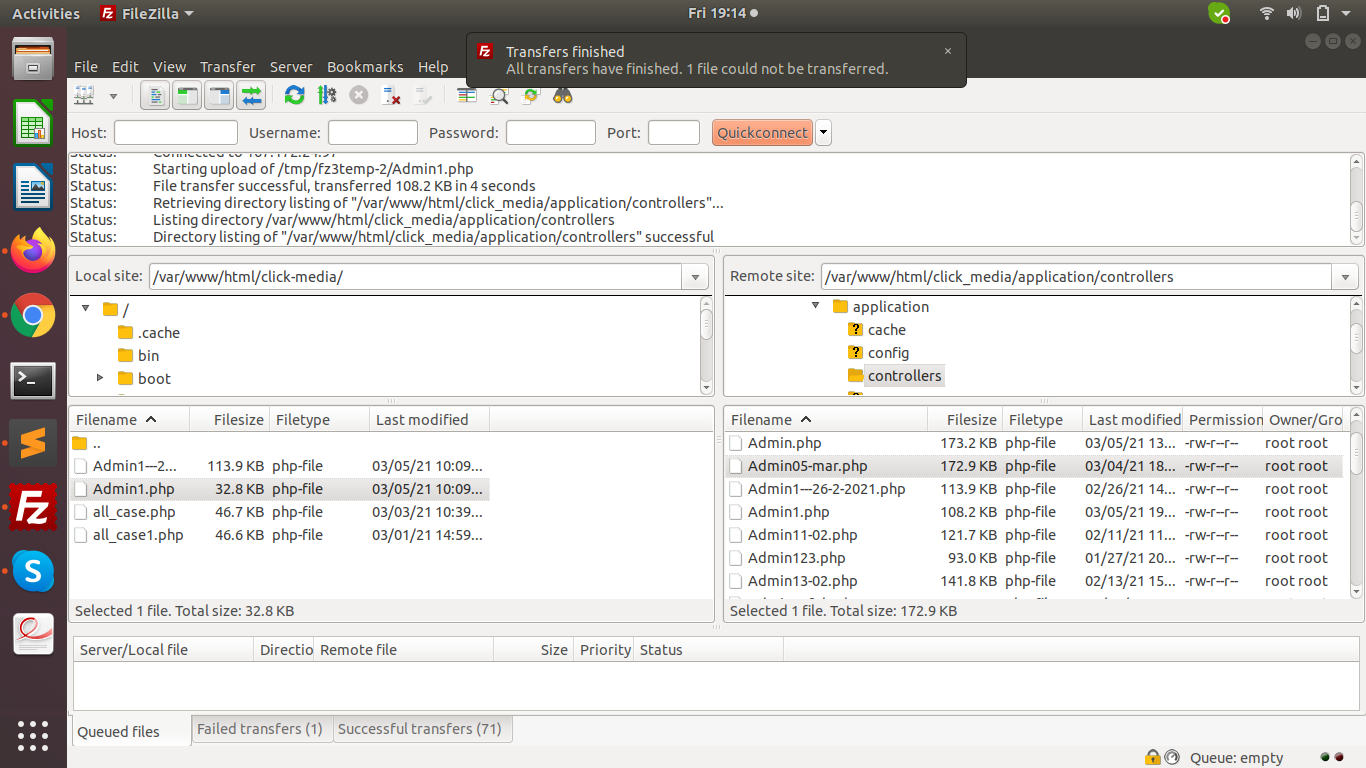 Activities FileZilla Fri 19:14
Transfers finished
All transfers have finished. 1 file could not be transferred.
File Edit View Transfer Server Bookmarks Help
Host: Username: Password: Port: Quickconnect
Status: Connected to
Status: Starting upload of /tmp/fz3temp-2/Admin1.php
Status: File transfer successful, transferred 108.2 KB in 4 seconds
Status: Retrieving directory listing of "/var/www/html/click_media/application/controllers"...
Status: Listing directory /var/www/html/click_media/application/controllers
Status: Directory listing of "/var/www/html/click_media/application/controllers" successful
Local site: /var/www/html/click-media/
/
.cache
bin
boot
Filename Filesize Filetype Last modified
..
Admin1---2... 113.9 KB php-file 03/05/21 10:09...
Admin1.php 32.8 KB php-file 03/05/21 10:09...
all_case.php 46.7 KB php-file 03/03/21 10:39...
all_case1.php 46.6 KB php-file 03/01/21 14:59...
Selected 1 file. Total size: 32.8 KB
Remote site: /var/www/html/click_media/application/controllers
application
? cache
? config
controllers
Filename Filesize Filetype Last modified Permission Owner/Gro
Admin.php 173.2 KB php-file 03/05/21 13... -rw-r--r-- root root
Admin05-mar.php 172.9 KB php-file 03/04/21 18... -rw-r--r-- root root
Admin1---26-2-2021.php 113.9 KB php-file 02/26/21 14... -rw-r--r-- root root
Admin1.php 108.2 KB php-file 03/05/21 19... -rw-r--r-- root root
Admin11-02.php 121.7 KB php-file 02/11/21 11... -rw-r--r-- root root
Admin123.php 93.0 KB php-file 01/27/21 20... -rw-r--r-- root root
Admin13-02.php 141.8 KB php-file 02/13/21 15... -rw-r--r-- root root
Selected 1 file. Total size: 172.9 KB
Server/Local file Directio Remote file Size Priority Status
Queued files Failed transfers (1) Successful transfers (71)
Queue: empty